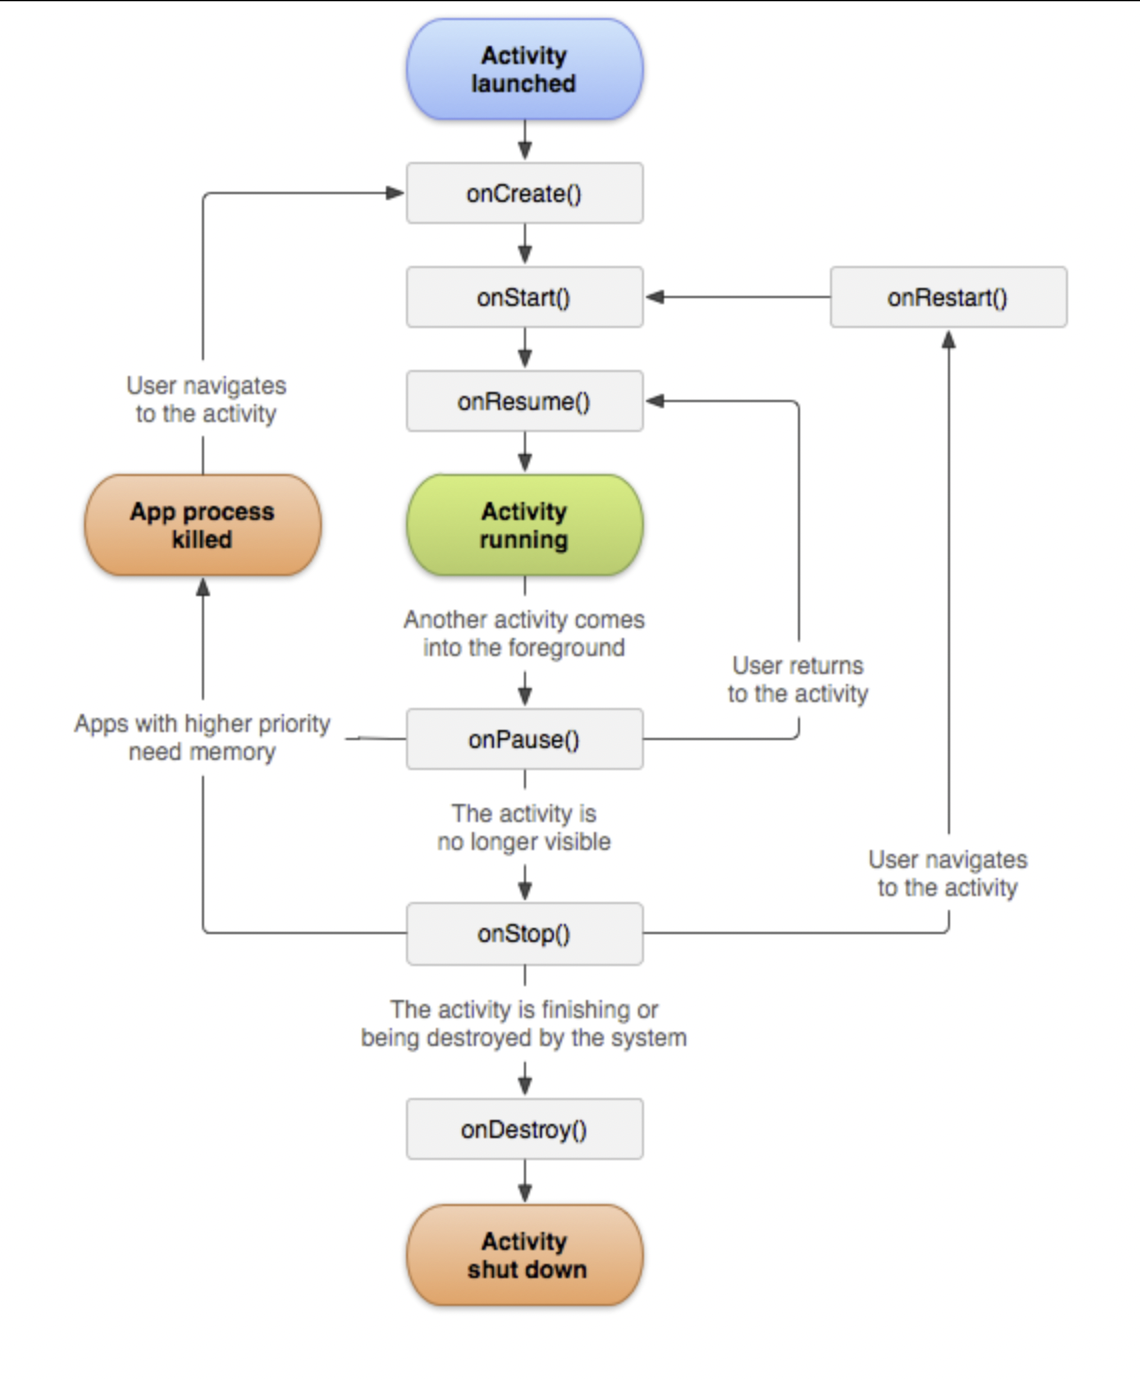 Activity
launched
onCreate()
onStart()
onRestart()
User navigates
to the activity
onResume()
App process
killed
Activity
running
Another activity comes
into the foreground
User returns
to the activity
Apps with higher priority
need memory
onPause()
The activity is
no longer visible
User navigates
to the activity
onStop()
The activity is finishing or
being destroyed by the system
onDestroy()
Activity
shut down